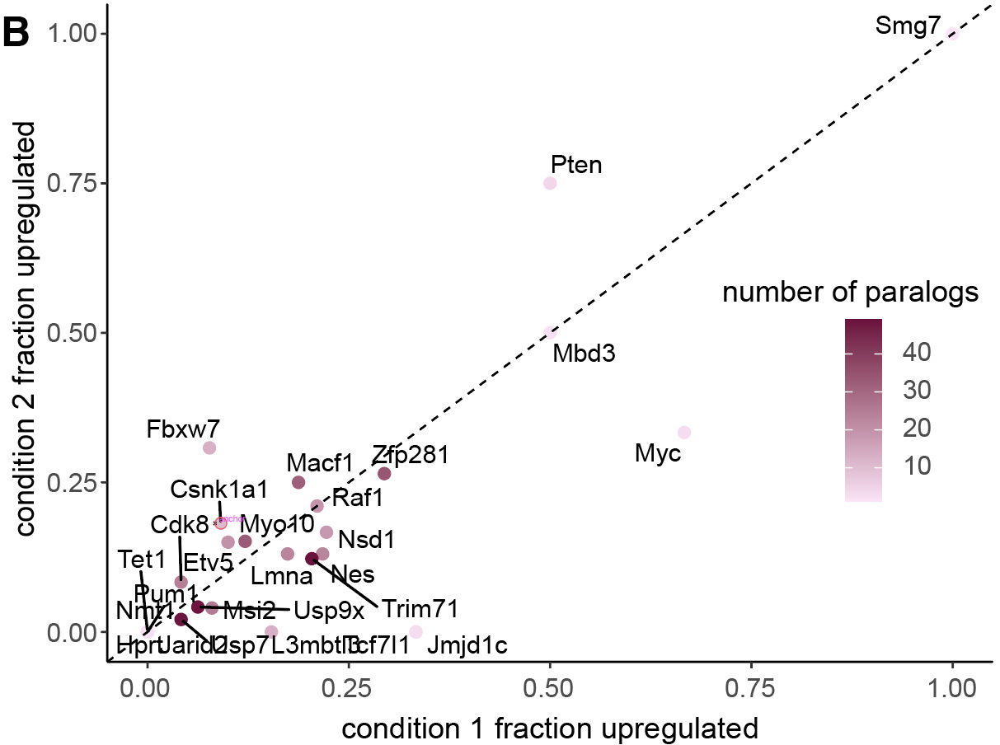 B
1.00
0.75
0.50
0.25
0.00
condition 2 fraction upregulated
Smg7
Pten
number of paralogs
40
30
20
10
Mbd3
Myc
Fbxw7
Macf1
Zfp281
Csnk1a1
Raf1
anchor
Cdk8
Myo10
Nsd1
Tet1
Etv5
Lmna
Nes
Pum1
Nmt1
Msi2
Usp9x
Trim71
Hprt
Jarid2
Usp7
L3mbtl3
Tcf7l1
Jmjd1c
0.00
0.25
0.50
0.75
1.00
condition 1 fraction upregulated